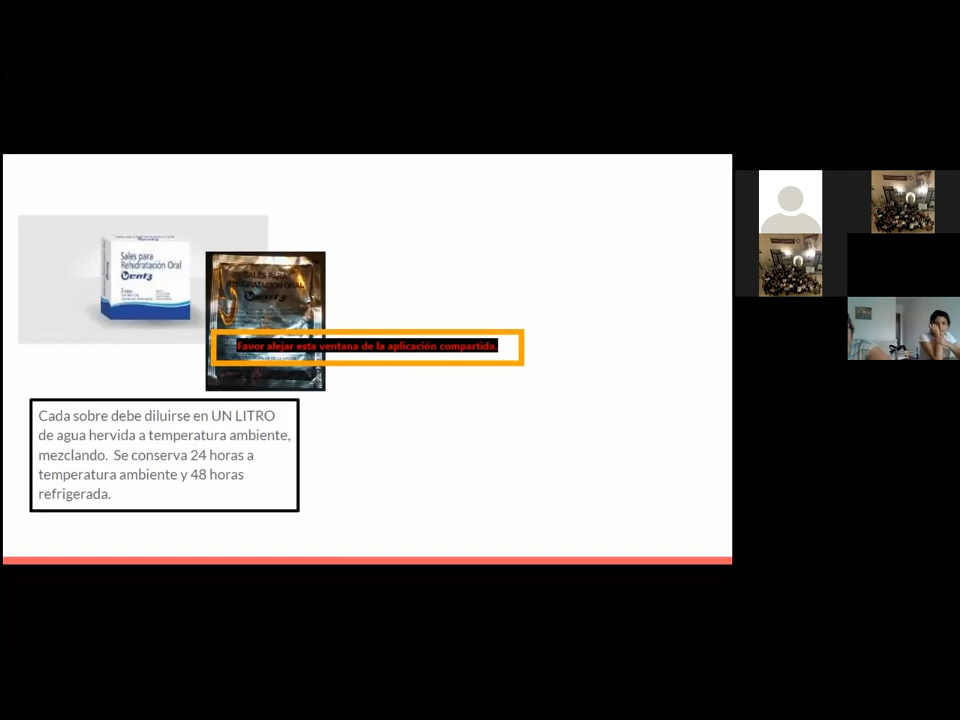 Sales para
Rehidratación Oral
SALES PARA
REHIDRATACION ORAL
Favor alejar esta ventana de la aplicación compartida.
Cada sobre debe diluirse en UN LITRO
de agua hervida a temperatura ambiente,
mezclando. Se conserva 24 horas a
temperatura ambiente y 48 horas
refrigerada.